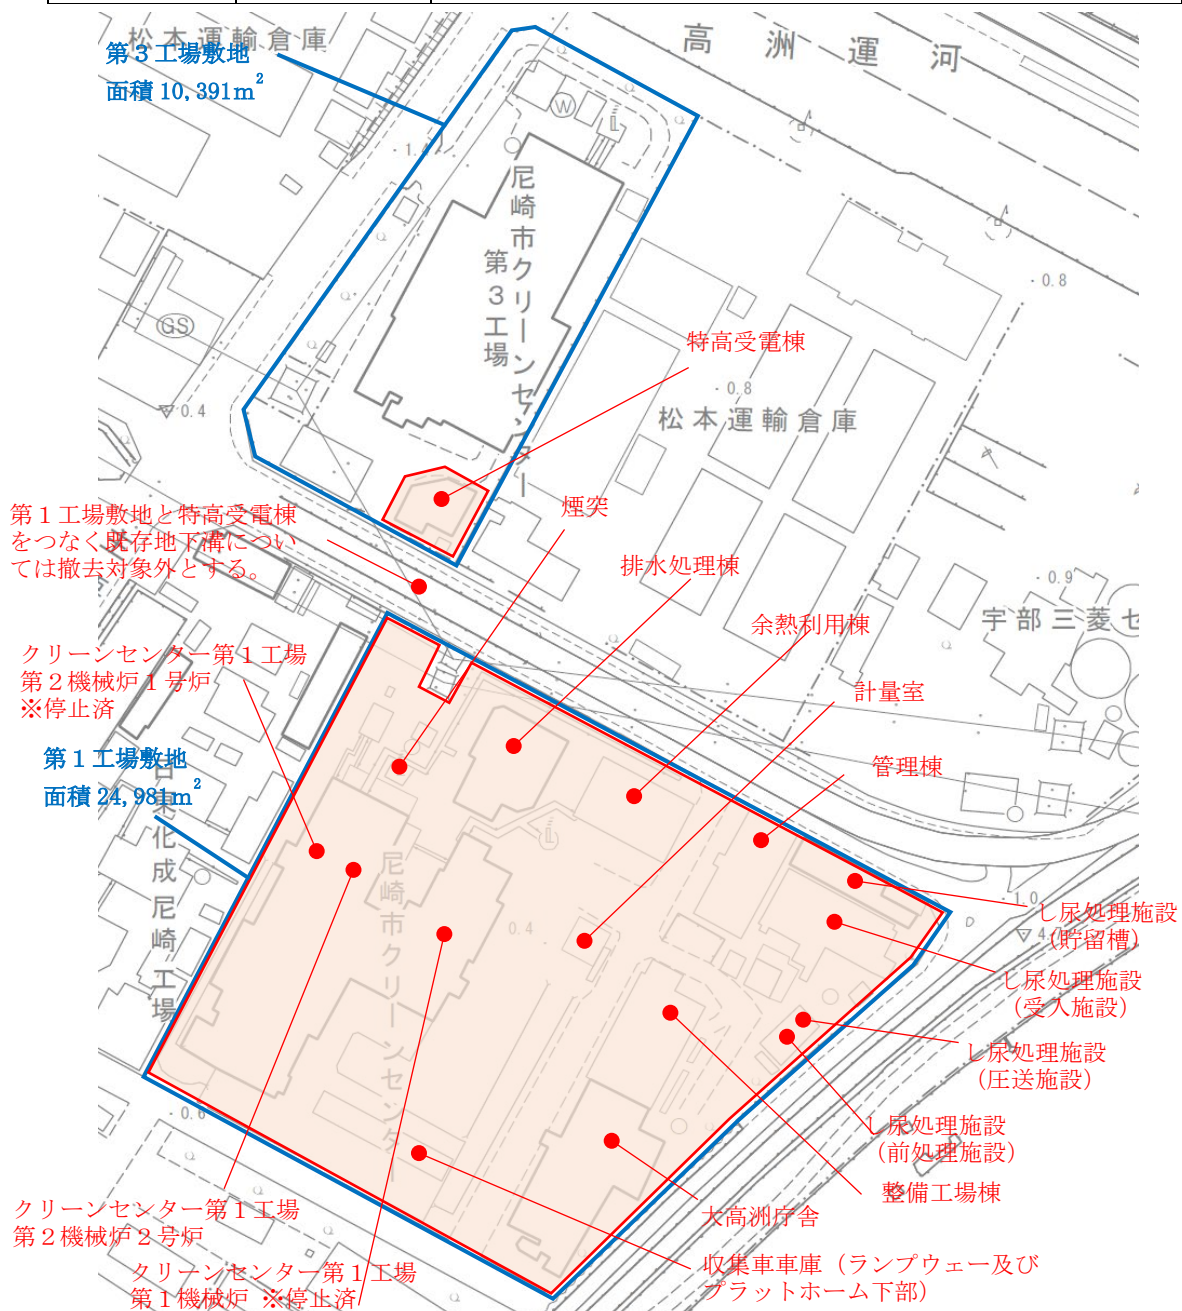 松本運輸倉庫
高洲運河
第３工場敷地
面積 10,391m²
W
1.4
尼崎市クリーンセンター
第３工場
0.8
GS
特高受電棟
0.8
0.4
松本運輸倉庫
煙突
第１工場敷地と特高受電棟
をつなぐ既存地下溝につい
ては撤去対象外とする。
排水処理棟
0.9
余熱利用棟
宇部三菱セ
クリーンセンター第１工場
第２機械炉１号炉
※停止済
計量室
第１工場敷地
面積 24,981m²
管理棟
化成尼崎工場
尼崎市クリーンセンター
0.4
1.0
し尿処理施設
（貯留槽）
し尿処理施設
（受入施設）
し尿処理施設
（圧送施設）
0.6
し尿処理施設
（前処理施設）
整備工場棟
クリーンセンター第１工場
第２機械炉２号炉
大高洲庁舎
クリーンセンター第１工場
第１機械炉 ※停止済
収集車車庫（ランプウェー及び
プラットホーム下部）